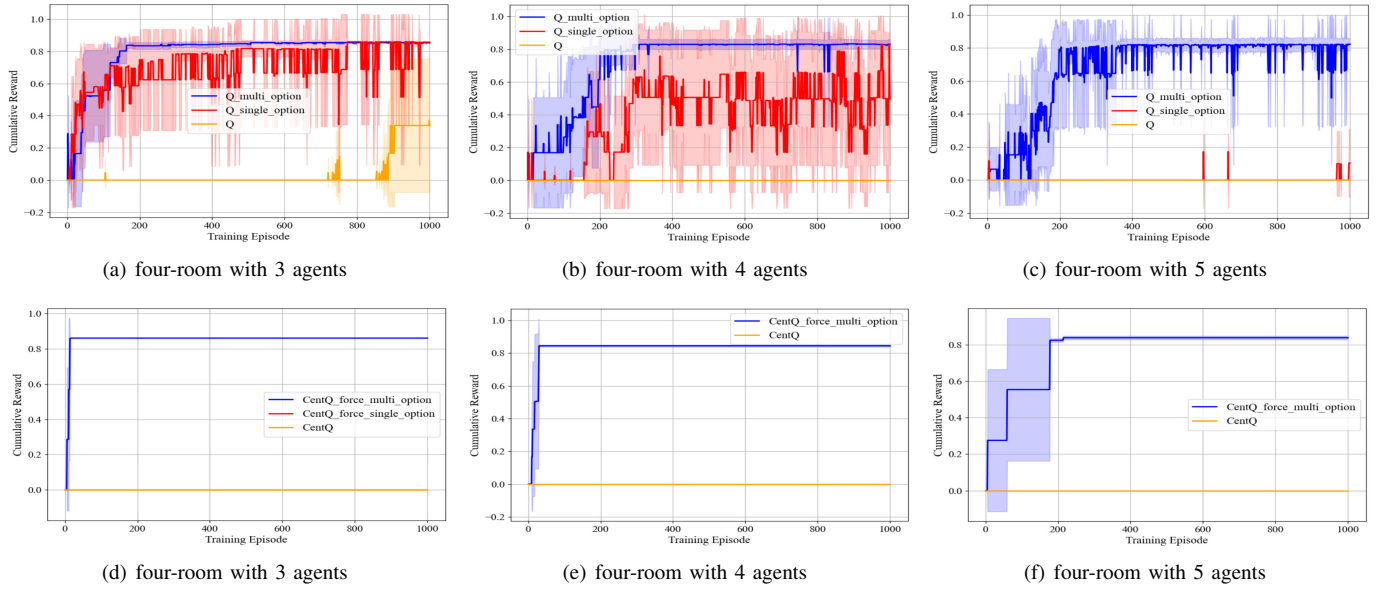 Cumulative Reward
1.0
0.8
0.6
0.4
0.2
0.0
−0.2
0
200
400
600
800
1000
Training Episode
Q_multi_option
Q_single_option
Q
(a) four-room with 3 agents
Cumulative Reward
1.0
0.8
0.6
0.4
0.2
0.0
−0.2
0
200
400
600
800
1000
Training Episode
Q_multi_option
Q_single_option
Q
(b) four-room with 4 agents
Cumulative Reward
1.0
0.8
0.6
0.4
0.2
0.0
−0.2
0
200
400
600
800
1000
Training Episode
Q_multi_option
Q_single_option
Q
(c) four-room with 5 agents
Cumulative Reward
1.0
0.8
0.6
0.4
0.2
0.0
0
200
400
600
800
1000
Training Episode
CentQ_force_multi_option
CentQ_force_single_option
CentQ
(d) four-room with 3 agents
Cumulative Reward
1.0
0.8
0.6
0.4
0.2
0.0
−0.2
0
200
400
600
800
1000
Training Episode
CentQ_force_multi_option
CentQ
(e) four-room with 4 agents
Cumulative Reward
0.8
0.6
0.4
0.2
0.0
0
200
400
600
800
1000
Training Episode
CentQ_force_multi_option
CentQ
(f) four-room with 5 agents